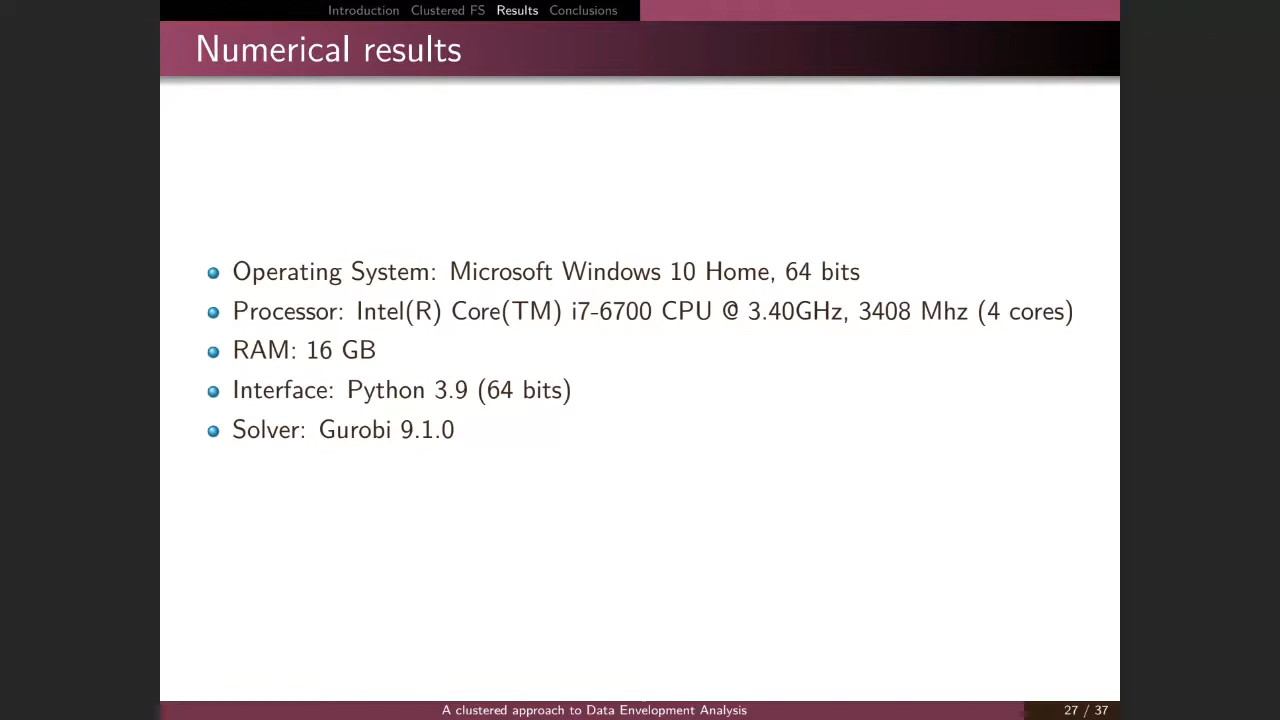 Introduction Clustered FS Results Conclusions
Numerical results
Operating System: Microsoft Windows 10 Home, 64 bits
Processor: Intel(R) Core(TM) i7-6700 CPU @ 3.40GHz, 3408 Mhz (4 cores)
RAM: 16 GB
Interface: Python 3.9 (64 bits)
Solver: Gurobi 9.1.0
A clustered approach to Data Envelopment Analysis
27 / 37